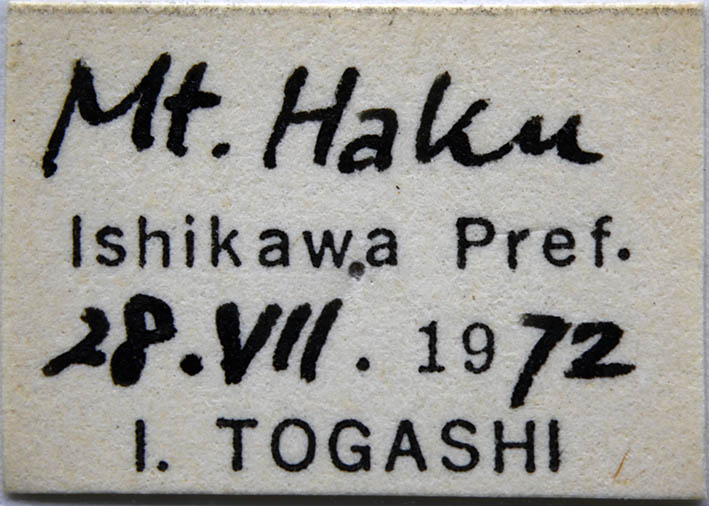 Mt. Haku
Ishikawa Pref.
28.VII. 1972
I. TOGASHI